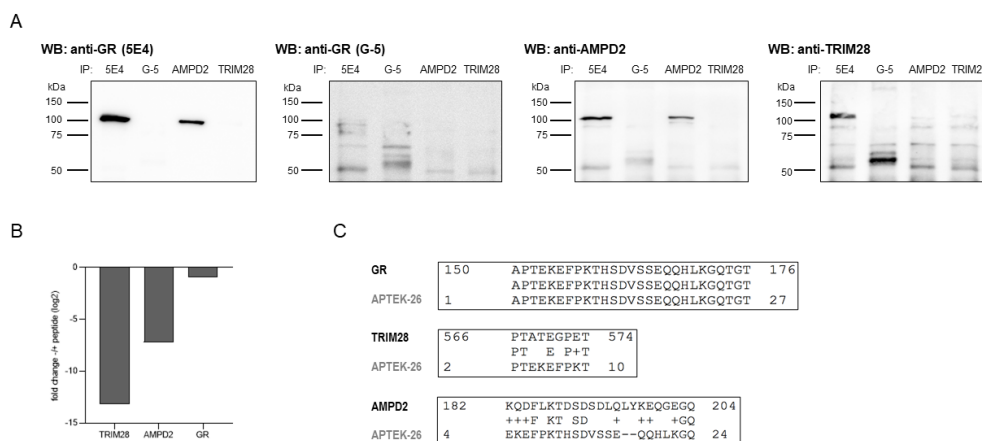 A
WB: anti-GR (5E4)
IP: 5E4 G-5 AMPD2 TRIM28
kDa
150
100
75
50
WB: anti-GR (G-5)
IP: 5E4 G-5 AMPD2 TRIM28
kDa
150
100
75
50
WB: anti-AMPD2
IP: 5E4 G-5 AMPD2 TRIM28
kDa
150
100
75
50
WB: anti-TRIM28
IP: 5E4 G-5 AMPD2 TRIM2
kDa
150
100
75
50
B
fold change -/+ peptide (log2)
0
-5
-10
-15
TRIM28 AMPD2 GR
C
GR 150 APTEKEFPKTHSDVSSEQQHLKGQTGT 176
APTEKEFPKTHSDVSSEQQHLKGQTGT
APTEK-26 1 APTEKEFPKTHSDVSSEQQHLKGQTGT 27
TRIM28 566 PTATEGPET 574
PT E P+T
APTEK-26 2 PTEKEFPKT 10
AMPD2 182 KQDFLKTDSDSDLQLYKEQGEGQ 204
+++F KT SD + ++ +GQ
APTEK-26 4 EKEFPKTHSDVSSE--QQHLKGQ 24